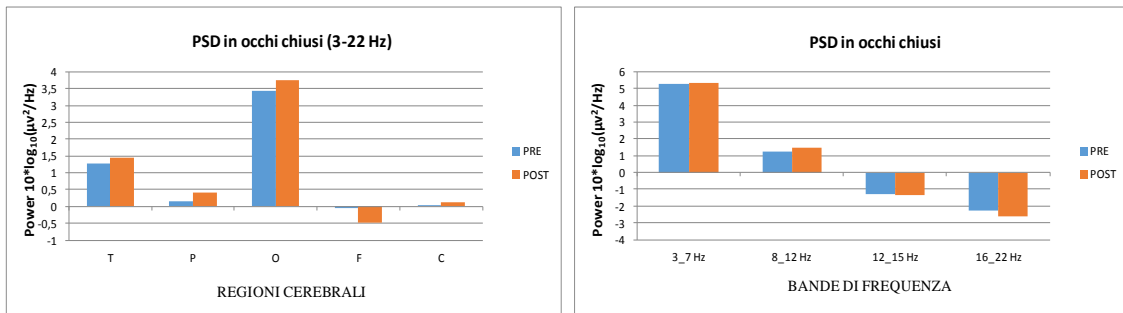 PSD in occhi chiusi (3-22 Hz)
Power 10*log₁₀(µv²/Hz)
4
3,5
3
2,5
2
1,5
1
0,5
0
-0,5
-1
T P O F C
REGIONI CEREBRALI
PRE
POST
PSD in occhi chiusi
Power 10*log₁₀(µv²/Hz)
6
5
4
3
2
1
0
-1
-2
-3
-4
3_7 Hz 8_12 Hz 12_15 Hz 16_22 Hz
BANDE DI FREQUENZA
PRE
POST